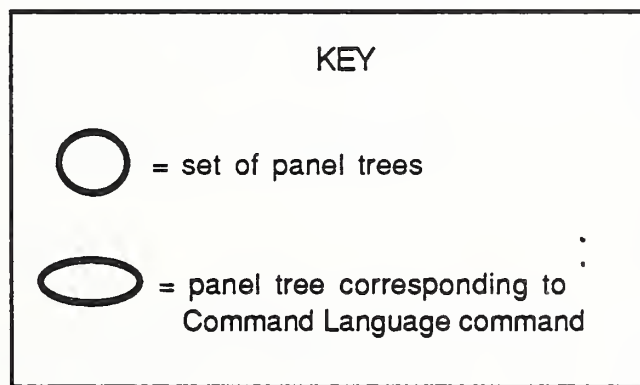 KEY
= set of panel trees
= panel tree corresponding to
Command Language command